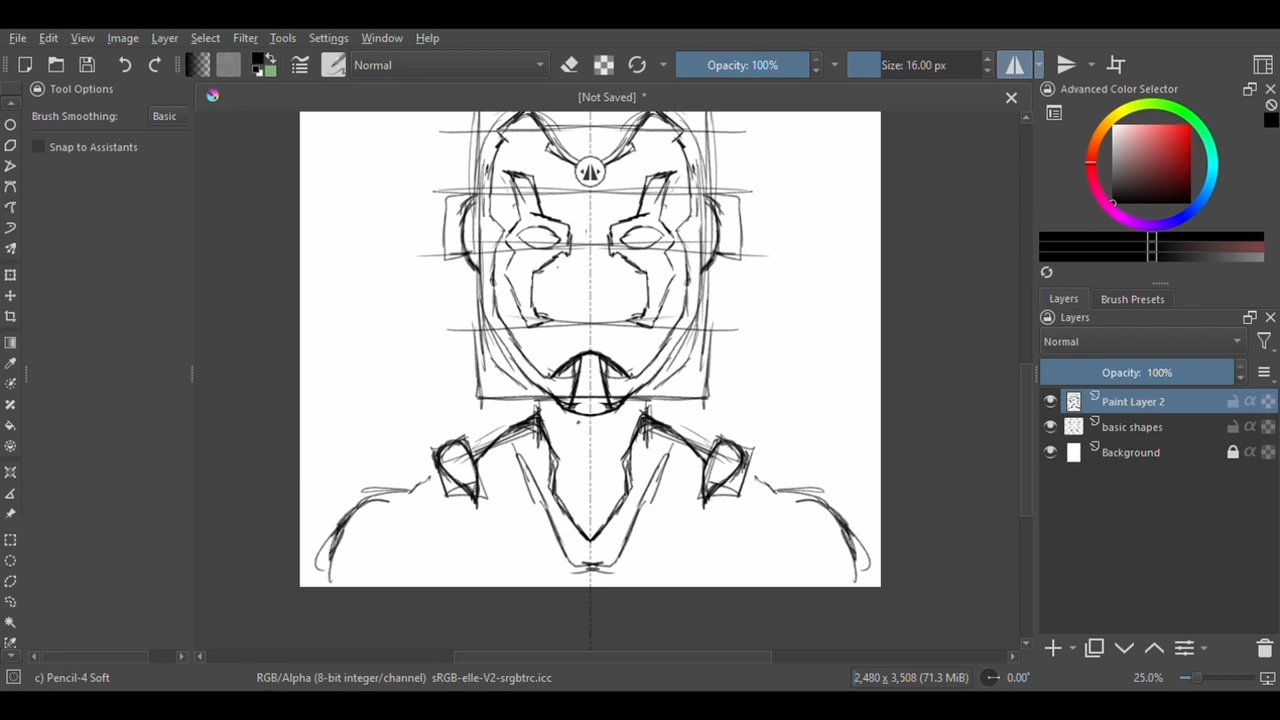 File Edit View Image Layer Select Filter Tools Settings Window Help
Normal Opacity: 100% Size: 16.00 px
Tool Options
Brush Smoothing: Basic
Snap to Assistants
[Not Saved] *
Advanced Color Selector
Layers Brush Presets
Layers
Normal
Opacity: 100%
Paint Layer 2
basic shapes
Background
c) Pencil-4 Soft RGB/Alpha (8-bit integer/channel) sRGB-elle-V2-srgbtrc.icc 2,480 x 3,508 (71.3 MiB) 0.00° 25.0%